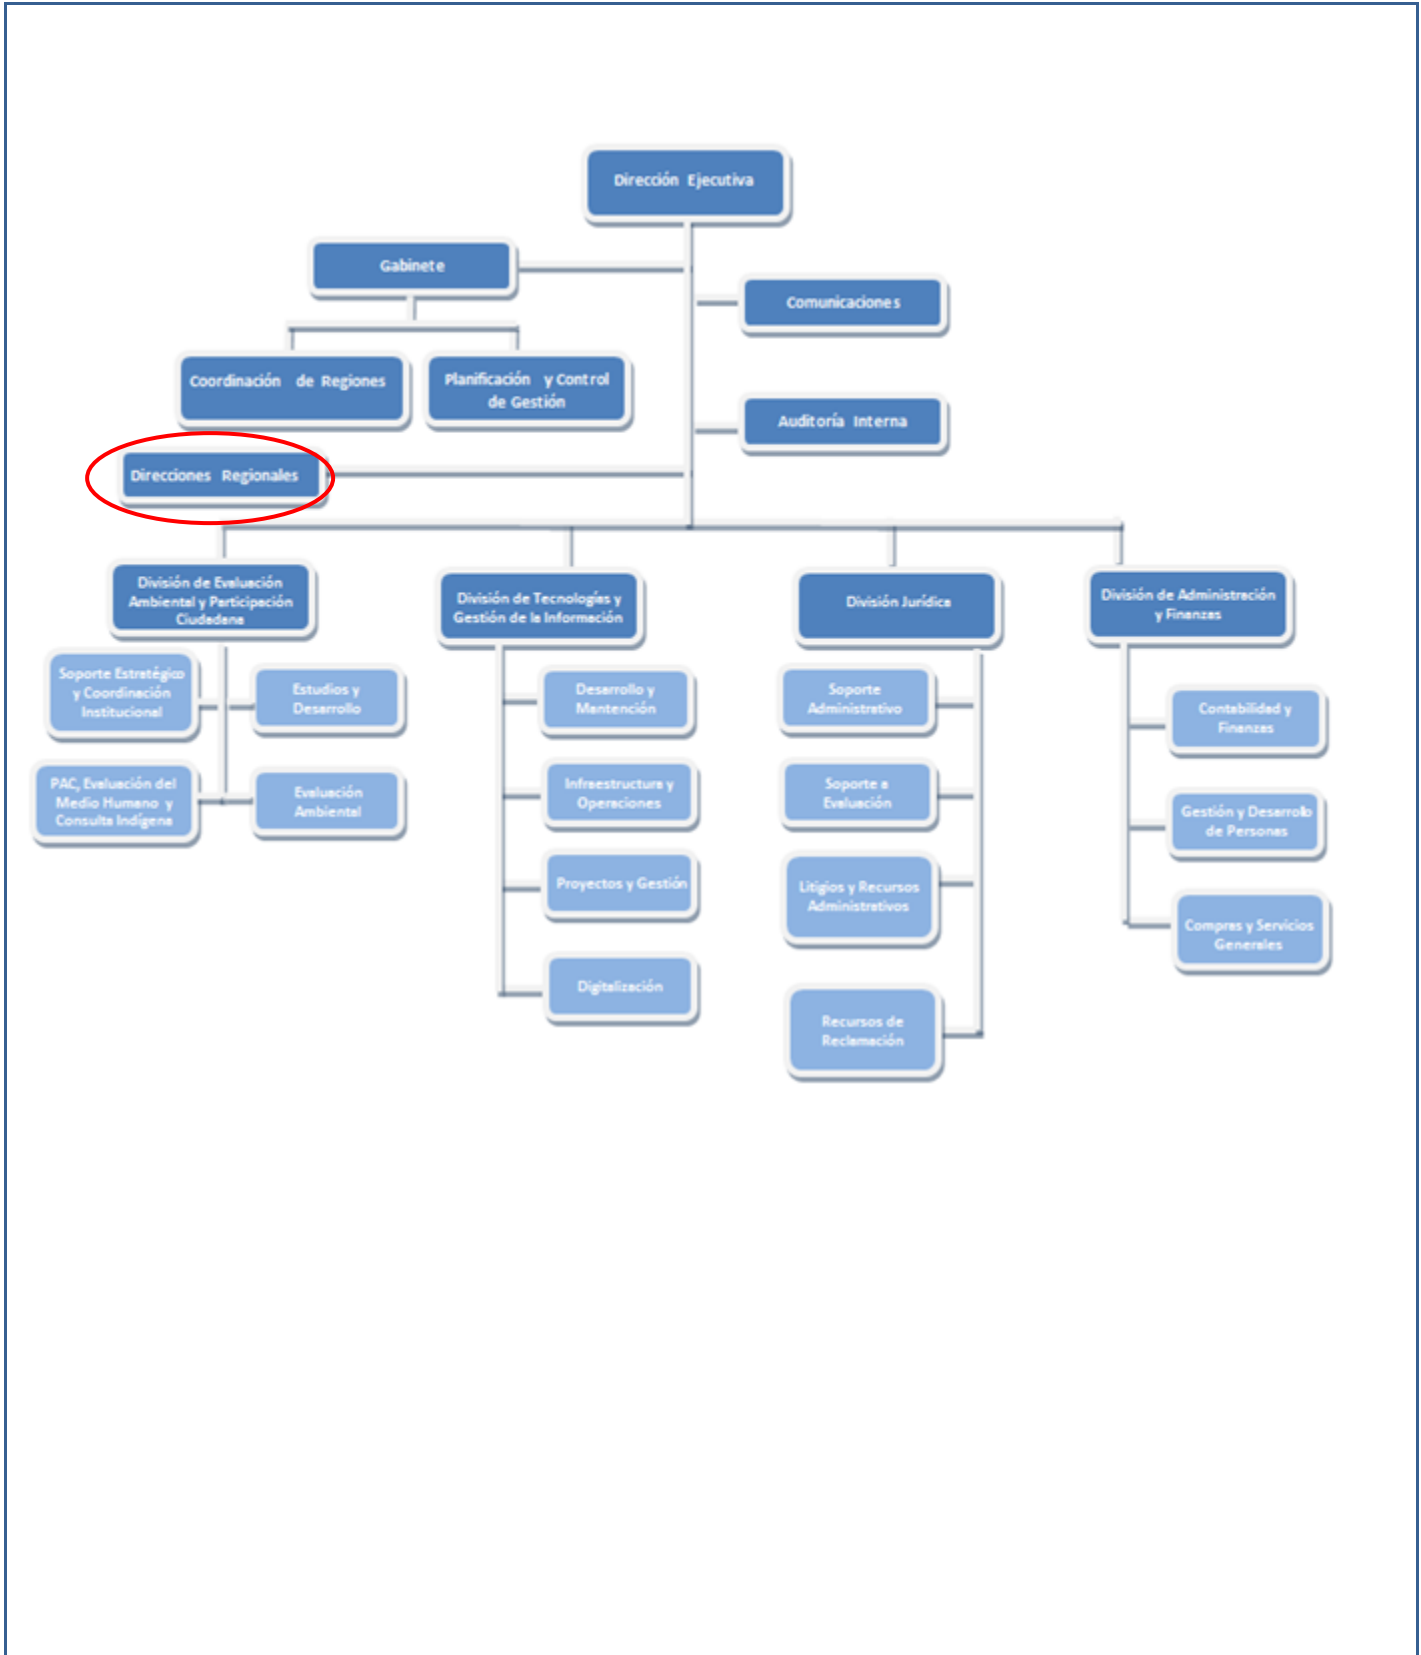 Dirección Ejecutiva
Gabinete
Comunicaciones
Coordinación de Regiones
Planificación y Control
de Gestión
Auditoría Interna
Direcciones Regionales
División de Evaluación
Ambiental y Participación
Ciudadana
División de Tecnologías y
Gestión de la Información
División Jurídica
División de Administración
y Finanzas
Soporte Estratégico
y Coordinación
Institucional
Estudios y
Desarrollo
PAC, Evaluación del
Medio Humano y
Consulta Indígena
Evaluación
Ambiental
Desarrollo y
Mantención
Infraestructura y
Operaciones
Proyectos y Gestión
Digitalización
Soporte
Administrativo
Soporte a
Evaluación
Litigios y Recursos
Administrativos
Recursos de
Reclamación
Contabilidad y
Finanzas
Gestión y Desarrollo
de Personas
Compras y Servicios
Generales